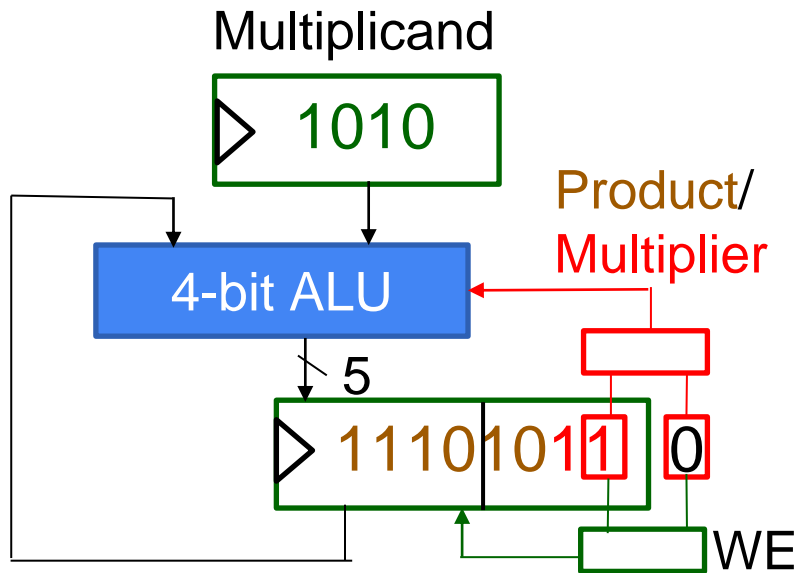 Multiplicand
1010
Product/
Multiplier
4-bit ALU
5
11101011 0
WE